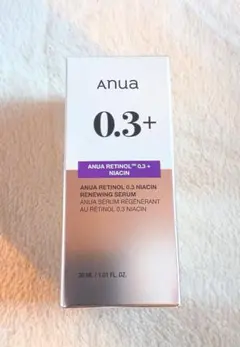 Anua
0.3+
ANUA RETINOL™ 0.3 +
NIACIN
ANUA RETINOL 0.3 NIACIN
RENEWING SERUM
ANUA SÉRUM RÉGÉNÉRANT
AU RÉTINOL 0.3 NIACIN
30 ML / 1.01 FL. OZ.